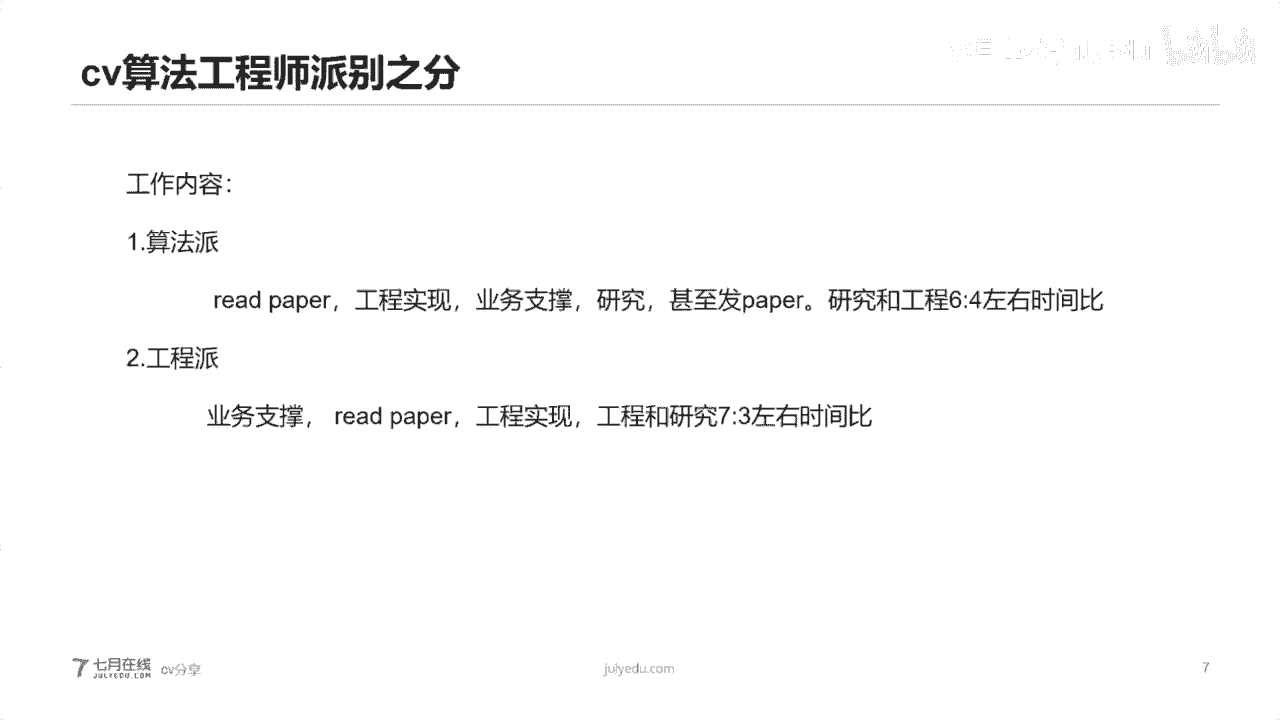 cv算法工程师派别之分
工作内容：
1.算法派
read paper，工程实现，业务支撑，研究，甚至发paper。研究和工程6:4左右时间比
2.工程派
业务支撑， read paper，工程实现，工程和研究7:3左右时间比
七月在线
JULYEDU.COM
cv分享
julyedu.com
7